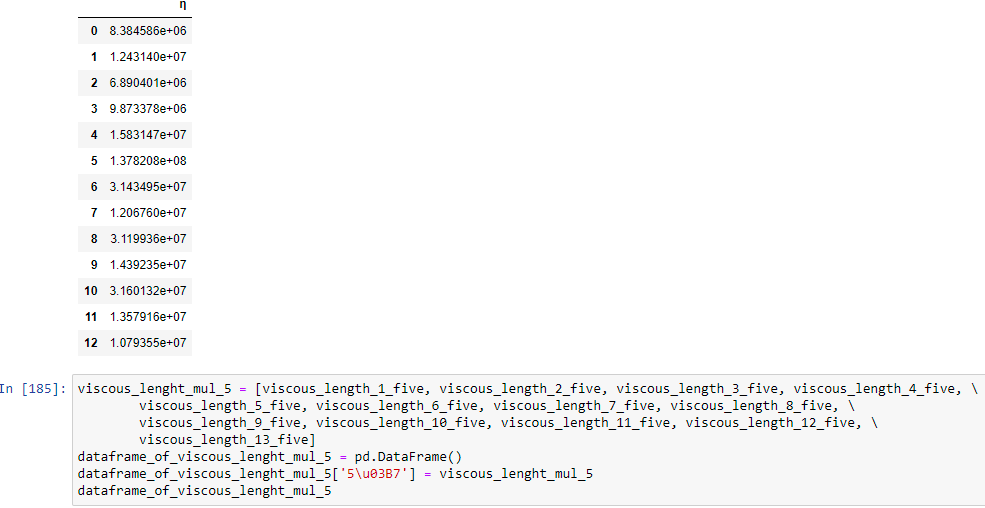 η
0 8.384586e+06
1 1.243140e+07
2 6.890401e+06
3 9.873378e+06
4 1.583147e+07
5 1.378208e+08
6 3.143495e+07
7 1.206760e+07
8 3.119936e+07
9 1.439235e+07
10 3.160132e+07
11 1.357916e+07
12 1.079355e+07
In [185]: viscous_lenght_mul_5 = [viscous_length_1_five, viscous_length_2_five, viscous_length_3_five, viscous_length_4_five, \
viscous_length_5_five, viscous_length_6_five, viscous_length_7_five, viscous_length_8_five, \
viscous_length_9_five, viscous_length_10_five, viscous_length_11_five, viscous_length_12_five, \
viscous_length_13_five]
dataframe_of_viscous_lenght_mul_5 = pd.DataFrame()
dataframe_of_viscous_lenght_mul_5['5\u03B7'] = viscous_lenght_mul_5
dataframe_of_viscous_lenght_mul_5